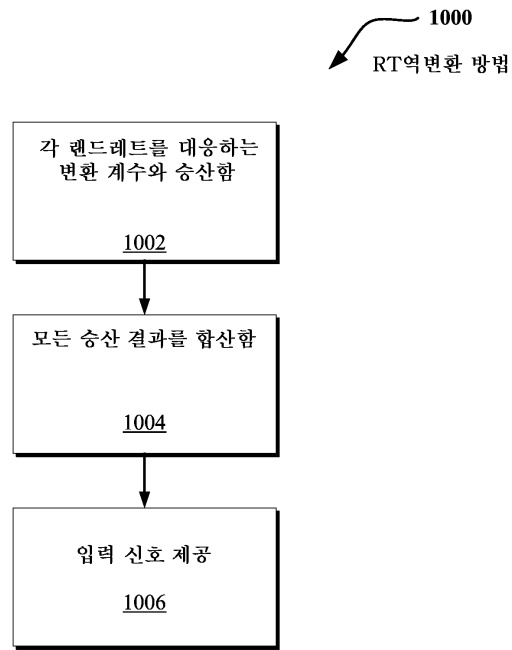 1000
RT역변환 방법
각 랜드레트를 대응하는
변환 계수와 승산함
1002
모든 승산 결과를 합산함
1004
입력 신호 제공
1006